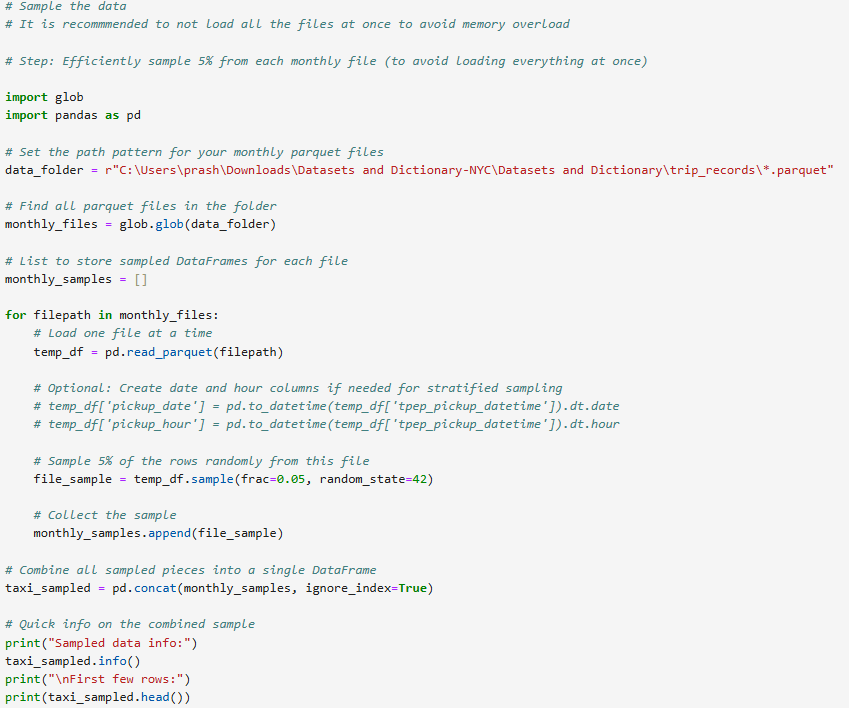 # Sample the data
# It is recommmended to not load all the files at once to avoid memory overload
# Step: Efficiently sample 5% from each monthly file (to avoid loading everything at once)
import glob
import pandas as pd
# Set the path pattern for your monthly parquet files
data_folder = r"C:\Users\prash\Downloads\Datasets and Dictionary-NYC\Datasets and Dictionary\trip_records\*.parquet"
# Find all parquet files in the folder
monthly_files = glob.glob(data_folder)
# List to store sampled DataFrames for each file
monthly_samples = []
for filepath in monthly_files:
    # Load one file at a time
    temp_df = pd.read_parquet(filepath)
    # Optional: Create date and hour columns if needed for stratified sampling
    # temp_df['pickup_date'] = pd.to_datetime(temp_df['tpep_pickup_datetime']).dt.date
    # temp_df['pickup_hour'] = pd.to_datetime(temp_df['tpep_pickup_datetime']).dt.hour
    # Sample 5% of the rows randomly from this file
    file_sample = temp_df.sample(frac=0.05, random_state=42)
    # Collect the sample
    monthly_samples.append(file_sample)
# Combine all sampled pieces into a single DataFrame
taxi_sampled = pd.concat(monthly_samples, ignore_index=True)
# Quick info on the combined sample
print("Sampled data info:")
taxi_sampled.info()
print("\nFirst few rows:")
print(taxi_sampled.head())